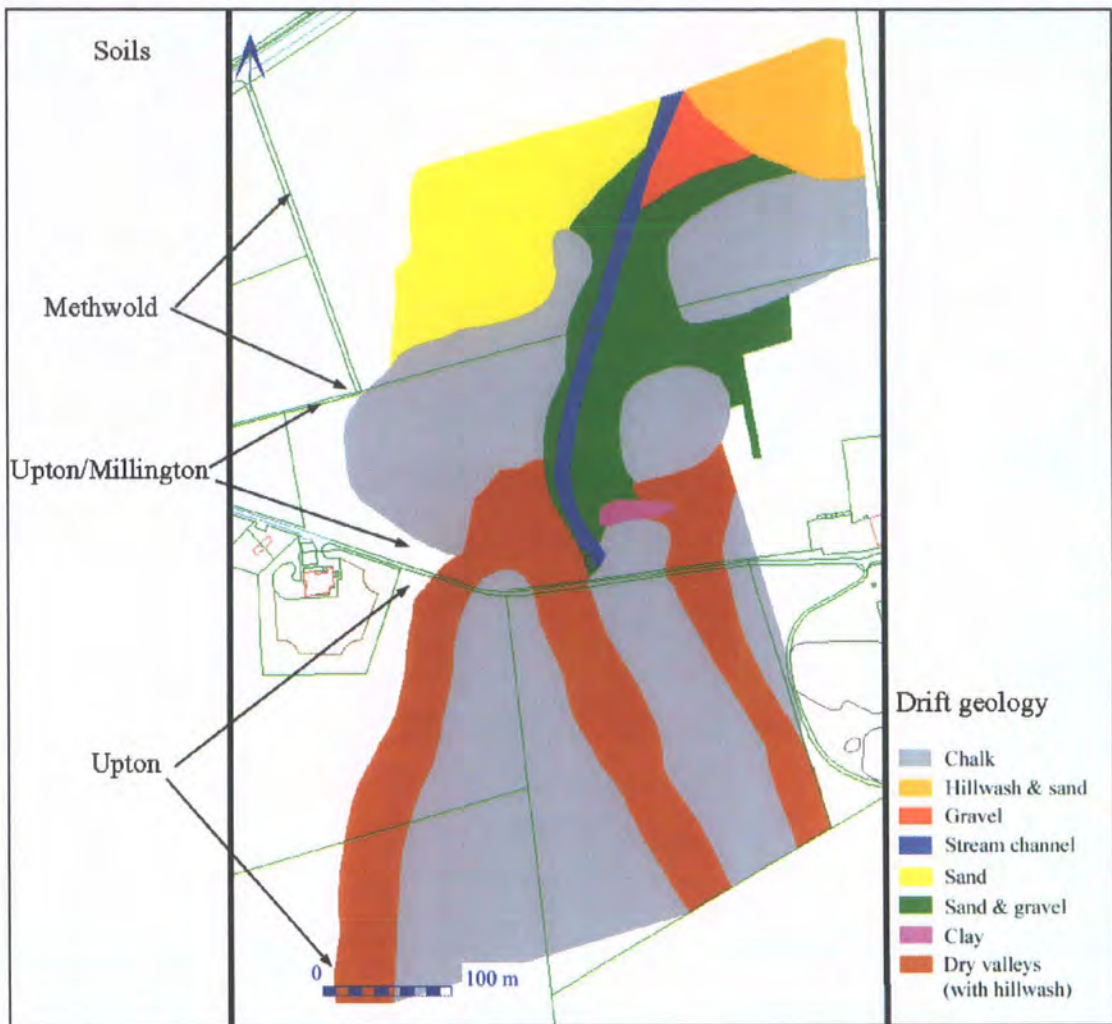 Soils
Methwold
Upton/Millington
Upton
0
100 m
Drift geology
Chalk
Hillwash & sand
Gravel
Stream channel
Sand
Sand & gravel
Clay
Dry valleys
(with hillwash)